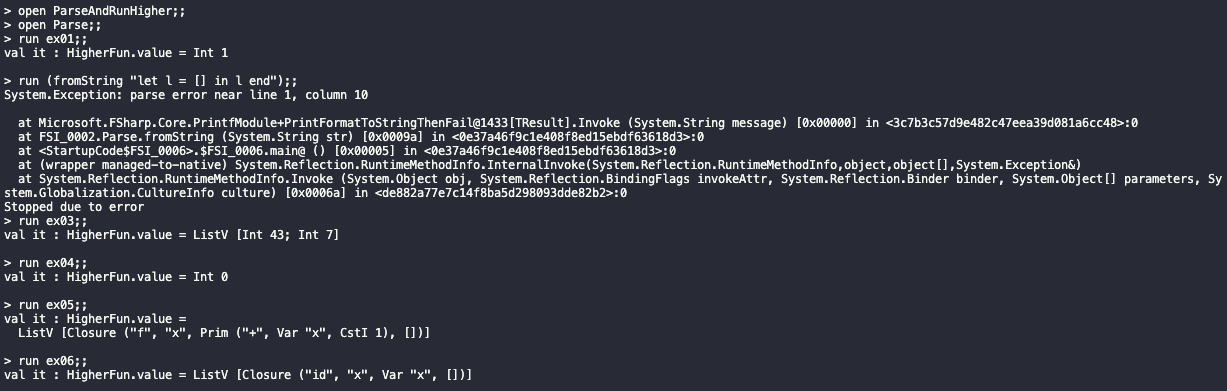 > open ParseAndRunHigher;;
> open Parse;;
> run ex01;;
val it : HigherFun.value = Int 1
> run (fromString "let l = [] in l end");;
System.Exception: parse error near line 1, column 10
at Microsoft.FSharp.Core.PrintfModule+PrintFormatToStringThenFail@1433[TResult].Invoke (System.String message) [0x00000] in <3c7b3c57d9e482c47eea39d081a6cc48>:0
at FSI_0002.Parse.fromString (System.String str) [0x0009a] in <0e37a46f9c1e408f8ed15ebdf63618d3>:0
at <StartupCode$FSI_0006>.$FSI_0006.main@ () [0x00005] in <0e37a46f9c1e408f8ed15ebdf63618d3>:0
at (wrapper managed-to-native) System.Reflection.RuntimeMethodInfo.InternalInvoke(System.Reflection.RuntimeMethodInfo,object,object[],System.Exception&)
at System.Reflection.RuntimeMethodInfo.Invoke (System.Object obj, System.Reflection.BindingFlags invokeAttr, System.Reflection.Binder binder, System.Object[] parameters, Sy
stem.Globalization.CultureInfo culture) [0x0006a] in <de882a77e7c14f8ba5d298093dde82b2>:0
Stopped due to error
> run ex03;;
val it : HigherFun.value = ListV [Int 43; Int 7]
> run ex04;;
val it : HigherFun.value = Int 0
> run ex05;;
val it : HigherFun.value =
ListV [Closure ("f", "x", Prim ("+", Var "x", CstI 1), [])]
> run ex06;;
val it : HigherFun.value = ListV [Closure ("id", "x", Var "x", [])]